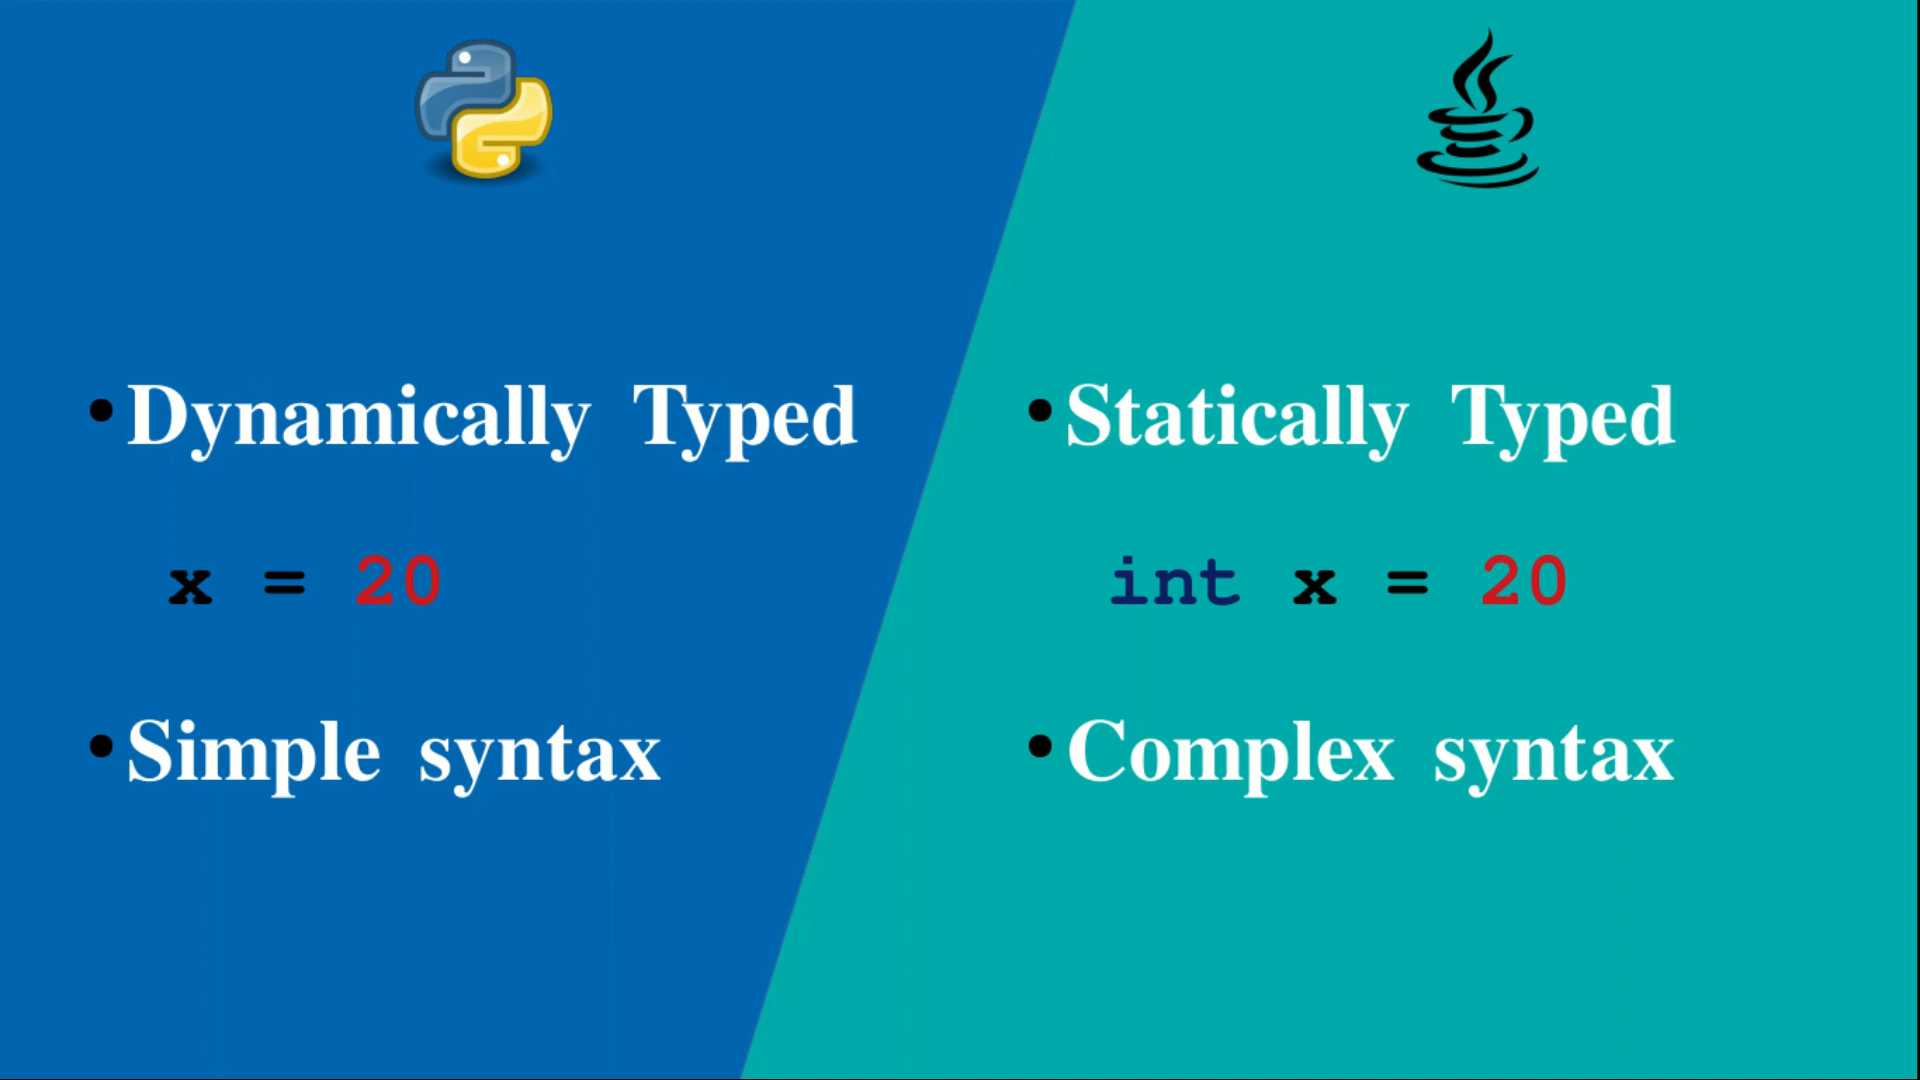 • Dynamically Typed
x = 20
• Simple syntax
• Statically Typed
int x = 20
• Complex syntax